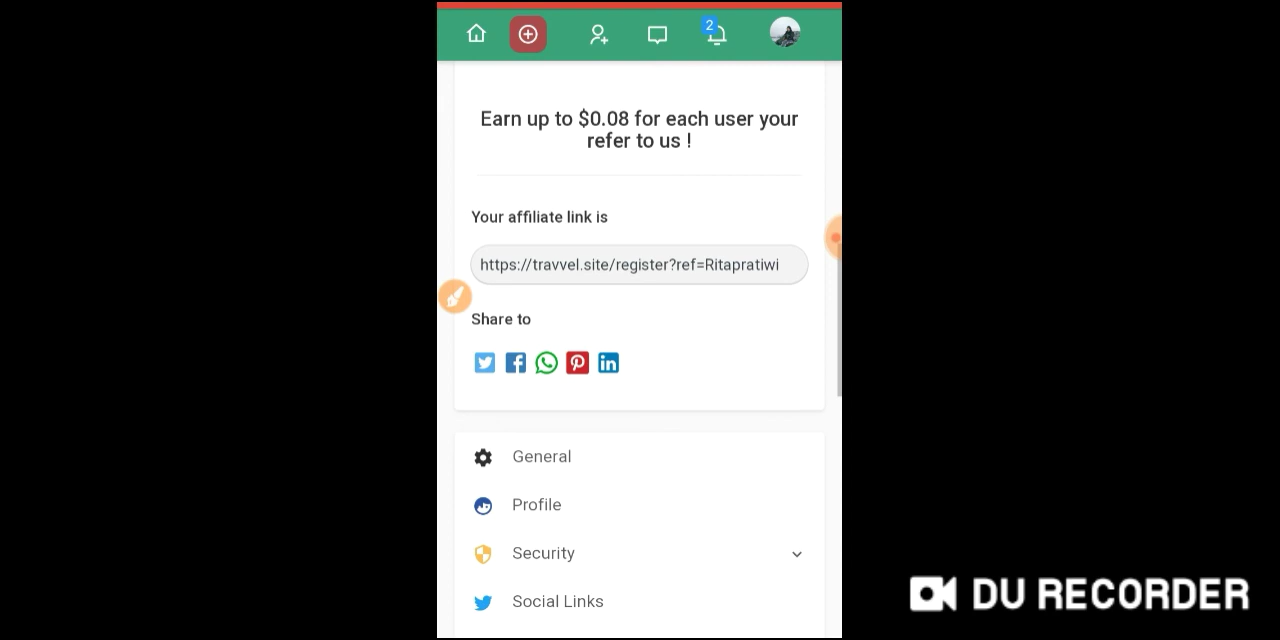 2
Earn up to $0.08 for each user your
refer to us !
Your affiliate link is
https://travvel.site/register?ref=Ritapratiwi
Share to
General
Profile
Security
Social Links
DU RECORDER